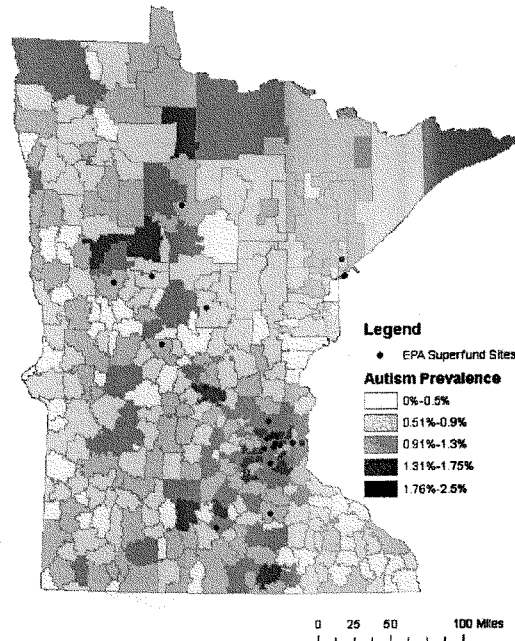 Legend
EPA Superfund Sites
Autism Prevalence
0%-0.5%
0.51%-0.9%
0.91%-1.3%
1.31%-1.75%
1.76%-2.5%
0 25 50 100 Miles